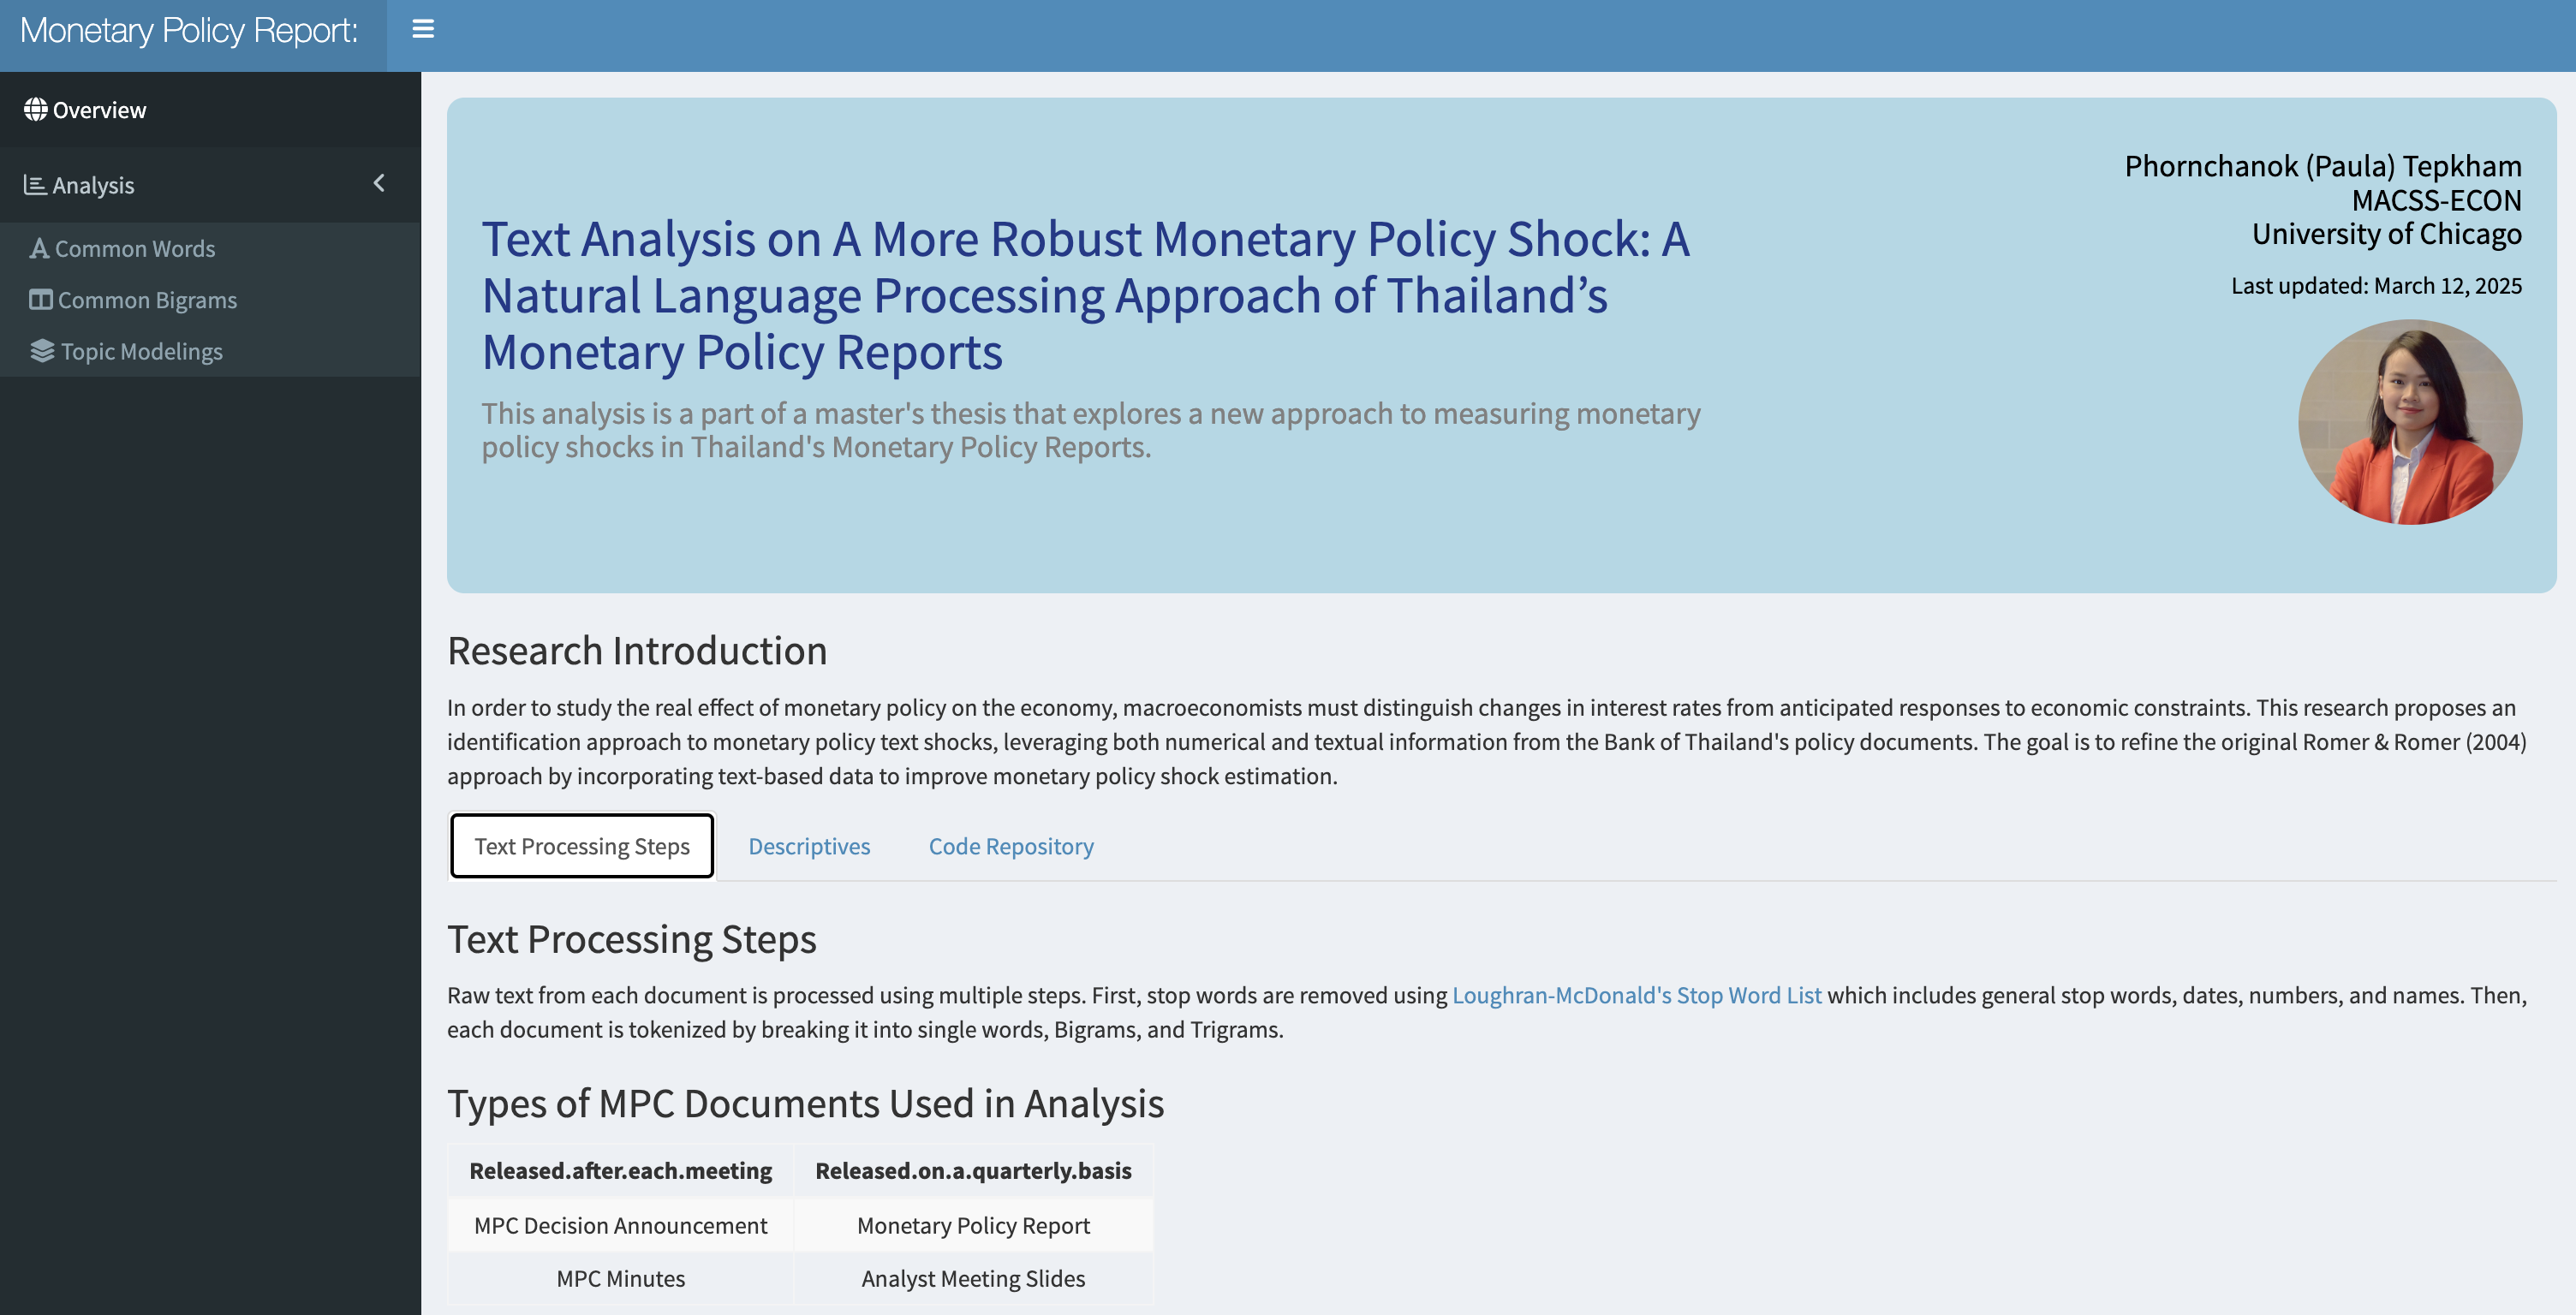 Monetary Policy Report:
Overview
Analysis
Common Words
Common Bigrams
Topic Modelings
Text Analysis on A More Robust Monetary Policy Shock: A
Natural Language Processing Approach of Thailand’s
Monetary Policy Reports
This analysis is a part of a master's thesis that explores a new approach to measuring monetary
policy shocks in Thailand's Monetary Policy Reports.
Phornchanok (Paula) Tepkham
MACSS-ECON
University of Chicago
Last updated: March 12, 2025
Research Introduction
In order to study the real effect of monetary policy on the economy, macroeconomists must distinguish changes in interest rates from anticipated responses to economic constraints. This research proposes an
identification approach to monetary policy text shocks, leveraging both numerical and textual information from the Bank of Thailand's policy documents. The goal is to refine the original Romer & Romer (2004)
approach by incorporating text-based data to improve monetary policy shock estimation.
Text Processing Steps Descriptives Code Repository
Text Processing Steps
Raw text from each document is processed using multiple steps. First, stop words are removed using Loughran-McDonald's Stop Word List which includes general stop words, dates, numbers, and names. Then,
each document is tokenized by breaking it into single words, Bigrams, and Trigrams.
Types of MPC Documents Used in Analysis
Released.after.each.meeting Released.on.a.quarterly.basis
MPC Decision Announcement Monetary Policy Report
MPC Minutes Analyst Meeting Slides